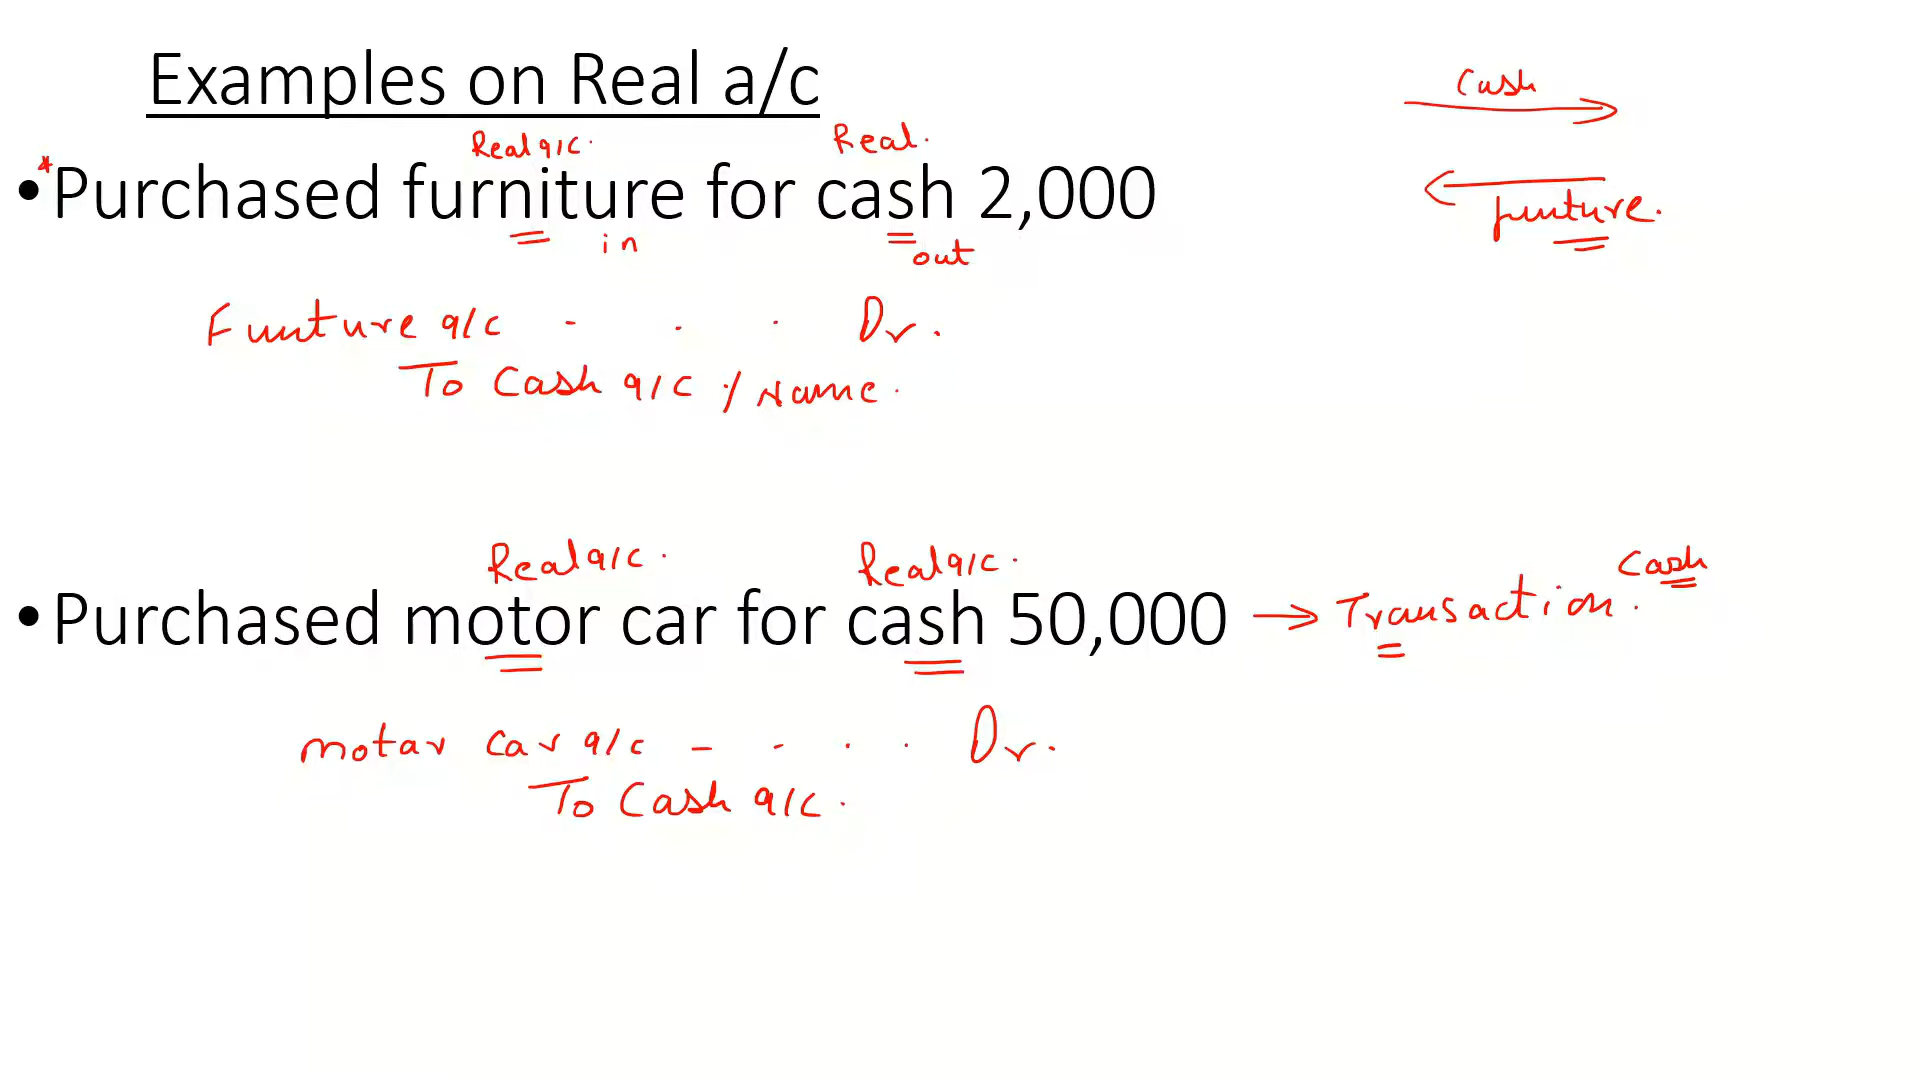 Examples on Real a/c
Cash
Real a/c.
Real.
*
•Purchased furniture for cash 2,000
in
out
Funture.
Funture a/c - . . Dr.
To Cash a/c / Name.
Real a/c.
Real a/c.
Cash
•Purchased motor car for cash 50,000 → Transaction.
motar car a/c - . . . Dr.
To Cash a/c.